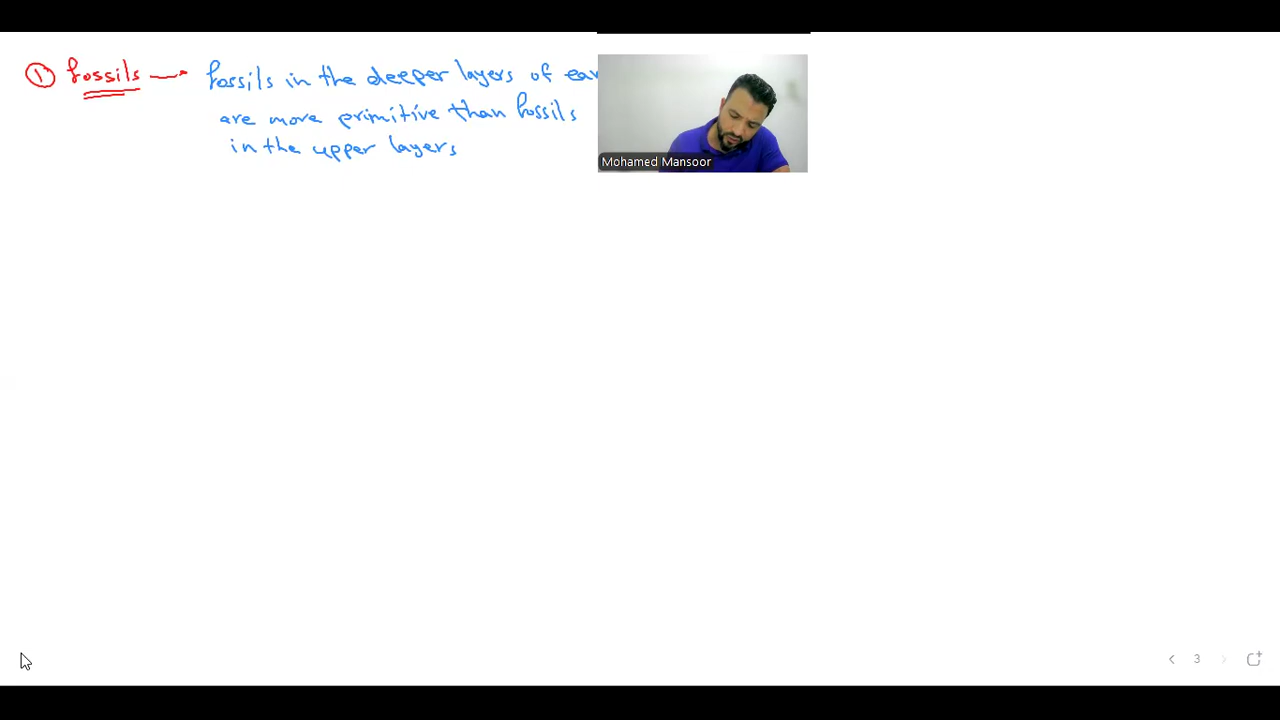 ① Fossils → Fossils in the deeper layers of ear
are more primitive than Fossils
in the upper layers
Mohamed Mansoor
3